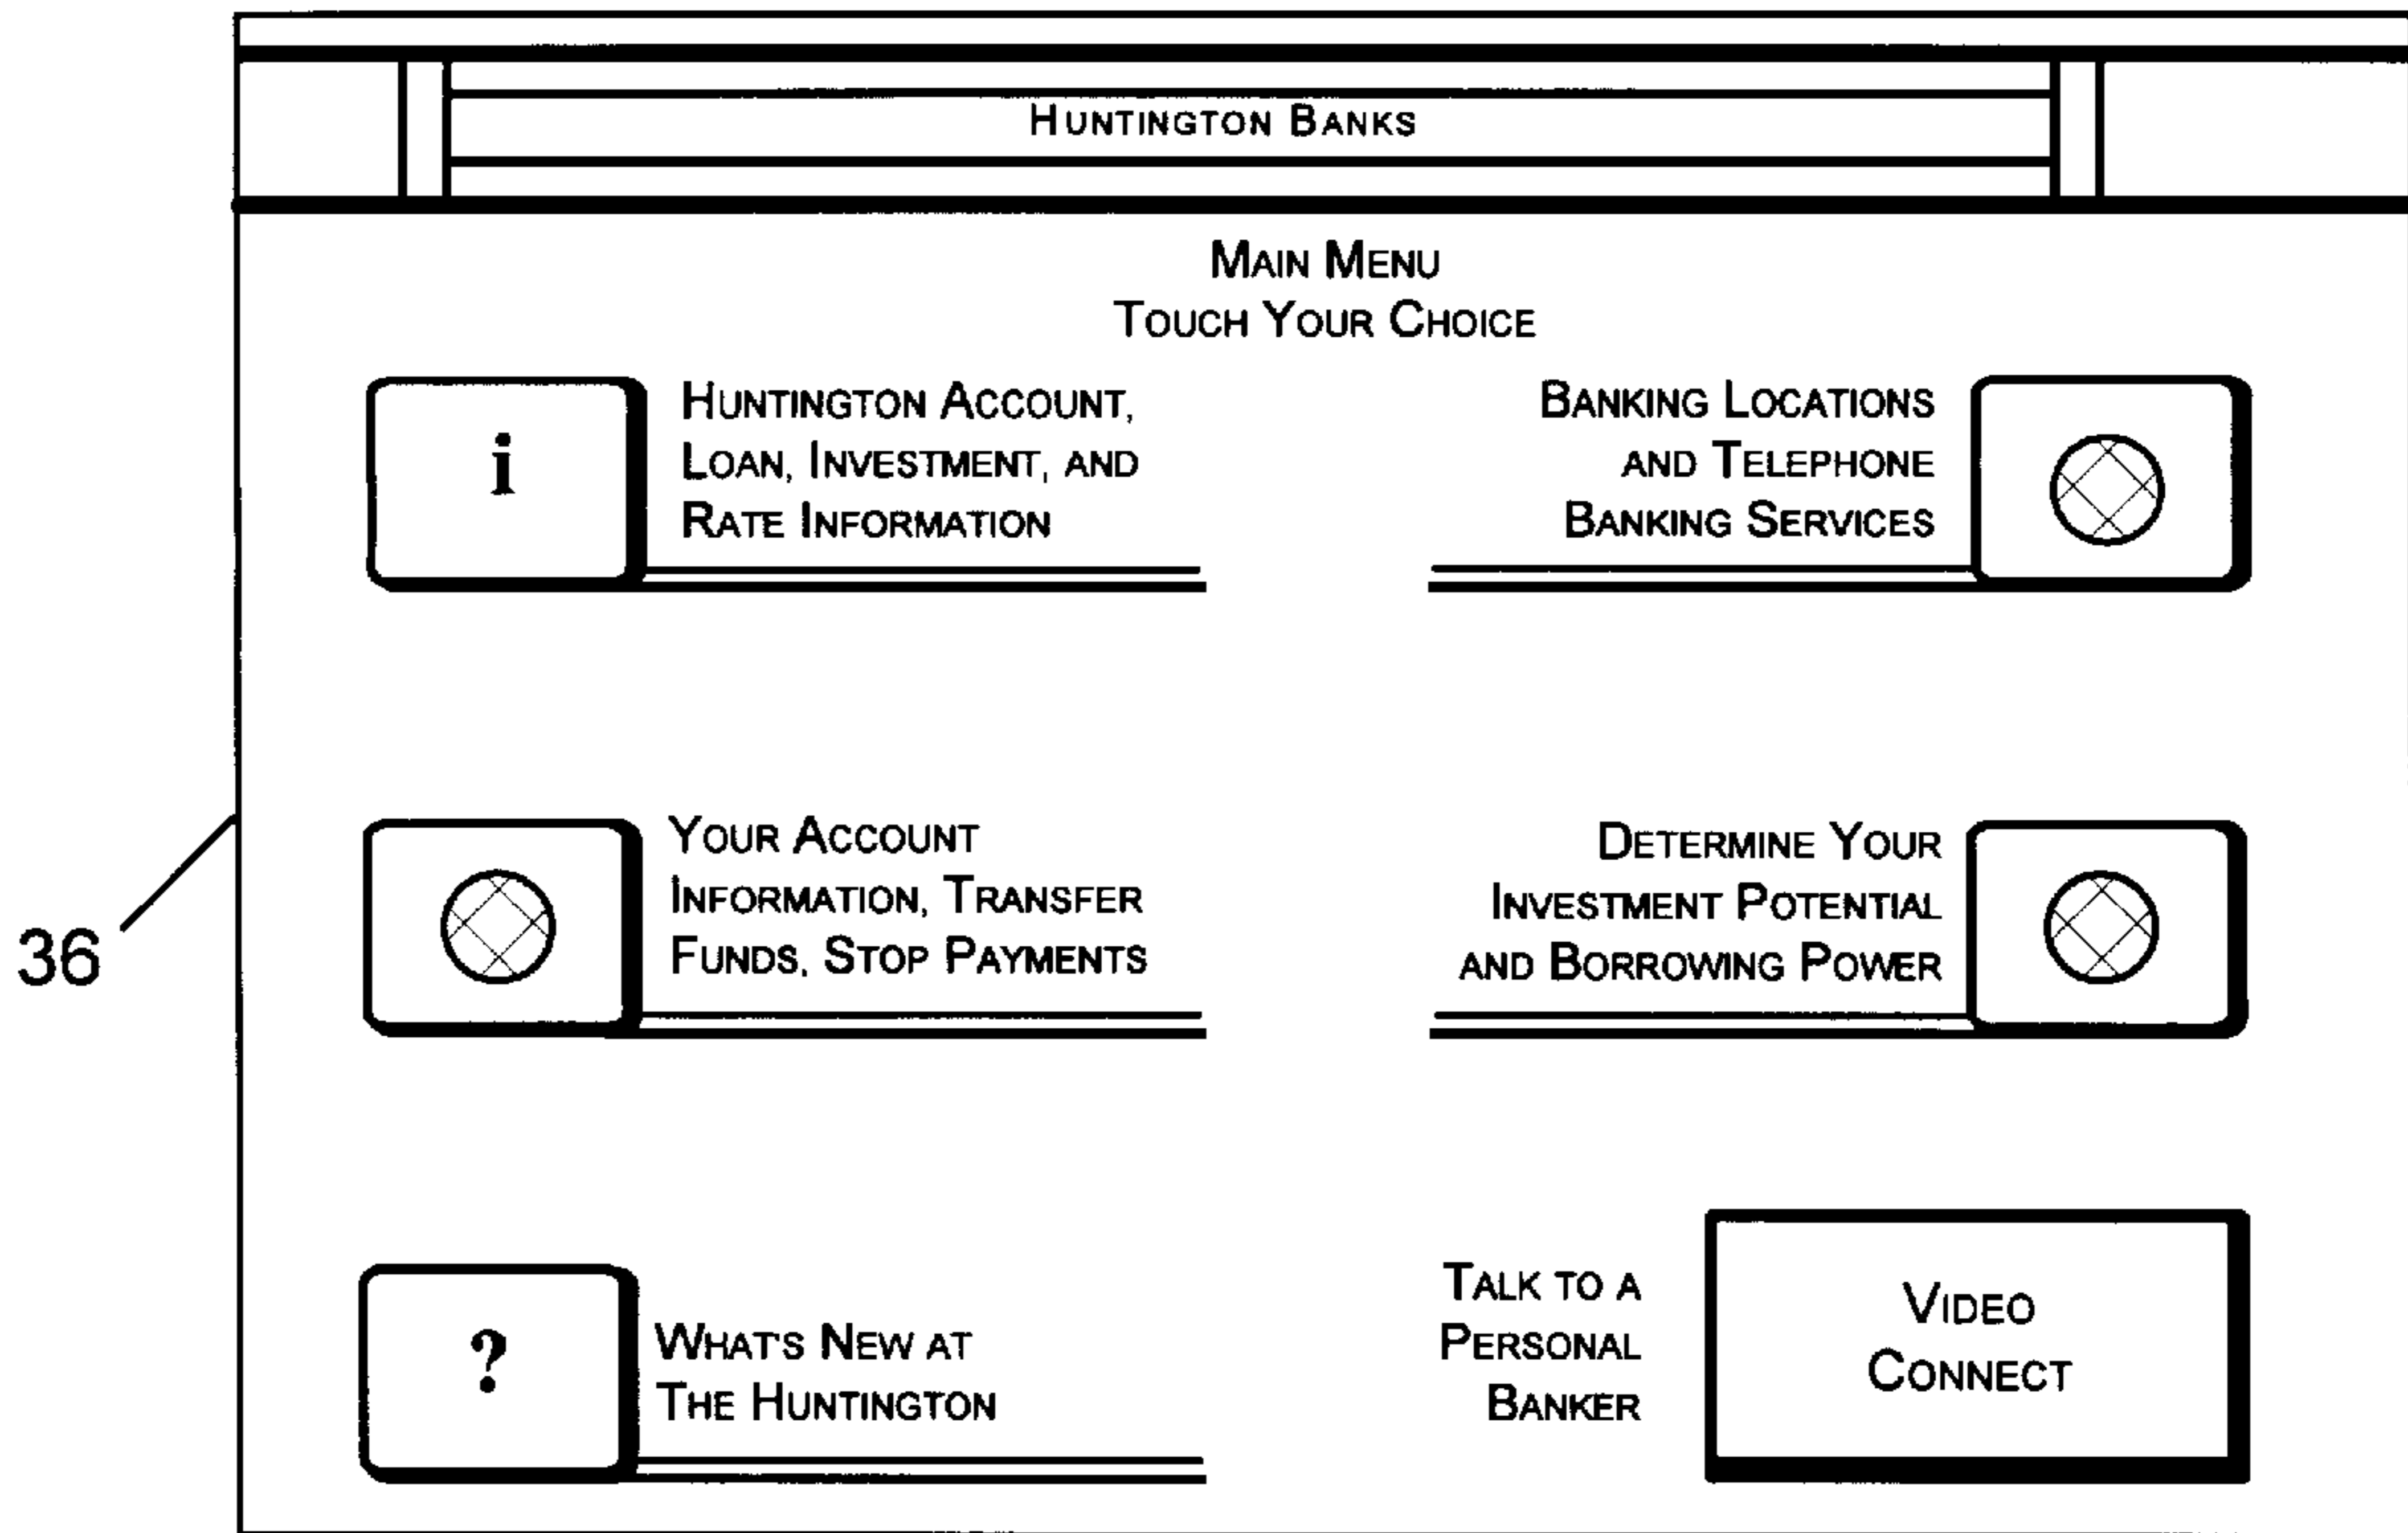 HUNTINGTON BANKS
MAIN MENU
TOUCH YOUR CHOICE
i
HUNTINGTON ACCOUNT,
LOAN, INVESTMENT, AND
RATE INFORMATION
BANKING LOCATIONS
AND TELEPHONE
BANKING SERVICES
YOUR ACCOUNT
INFORMATION, TRANSFER
FUNDS, STOP PAYMENTS
DETERMINE YOUR
INVESTMENT POTENTIAL
AND BORROWING POWER
36
?
WHAT'S NEW AT
THE HUNTINGTON
TALK TO A
PERSONAL
BANKER
VIDEO
CONNECT